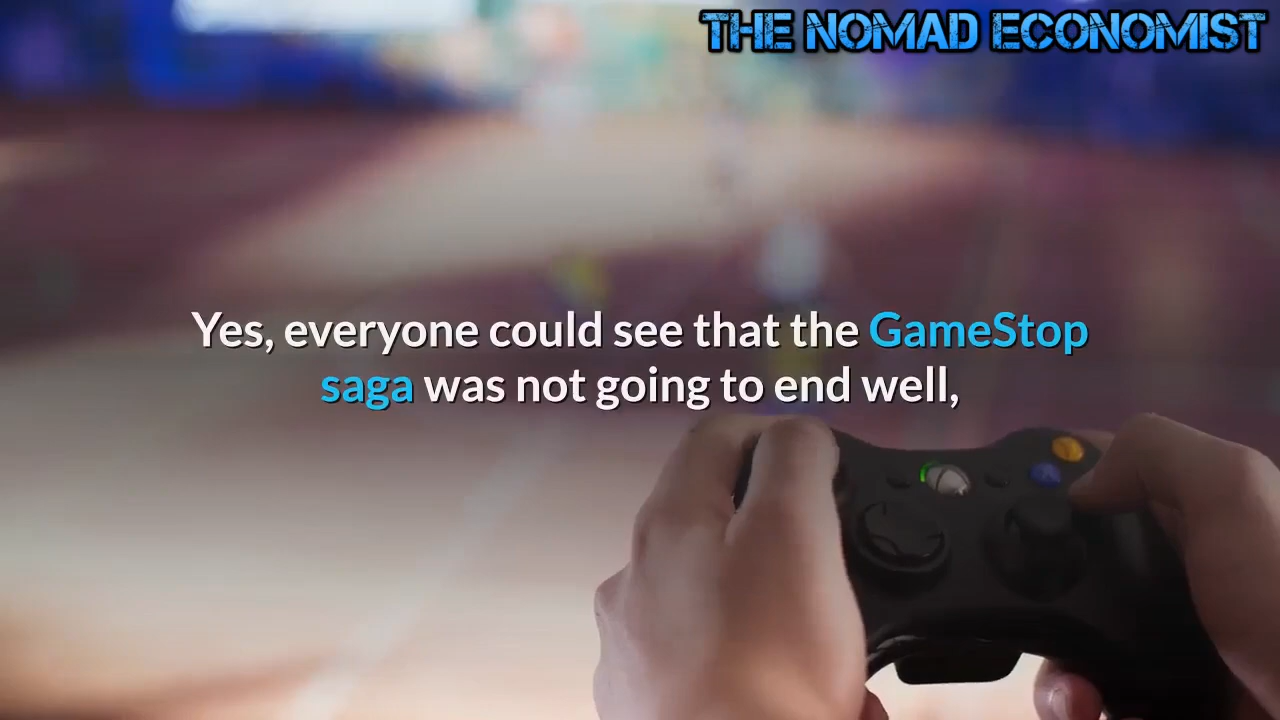 THE NOMAD ECONOMIST
Yes, everyone could see that the GameStop
saga was not going to end well,